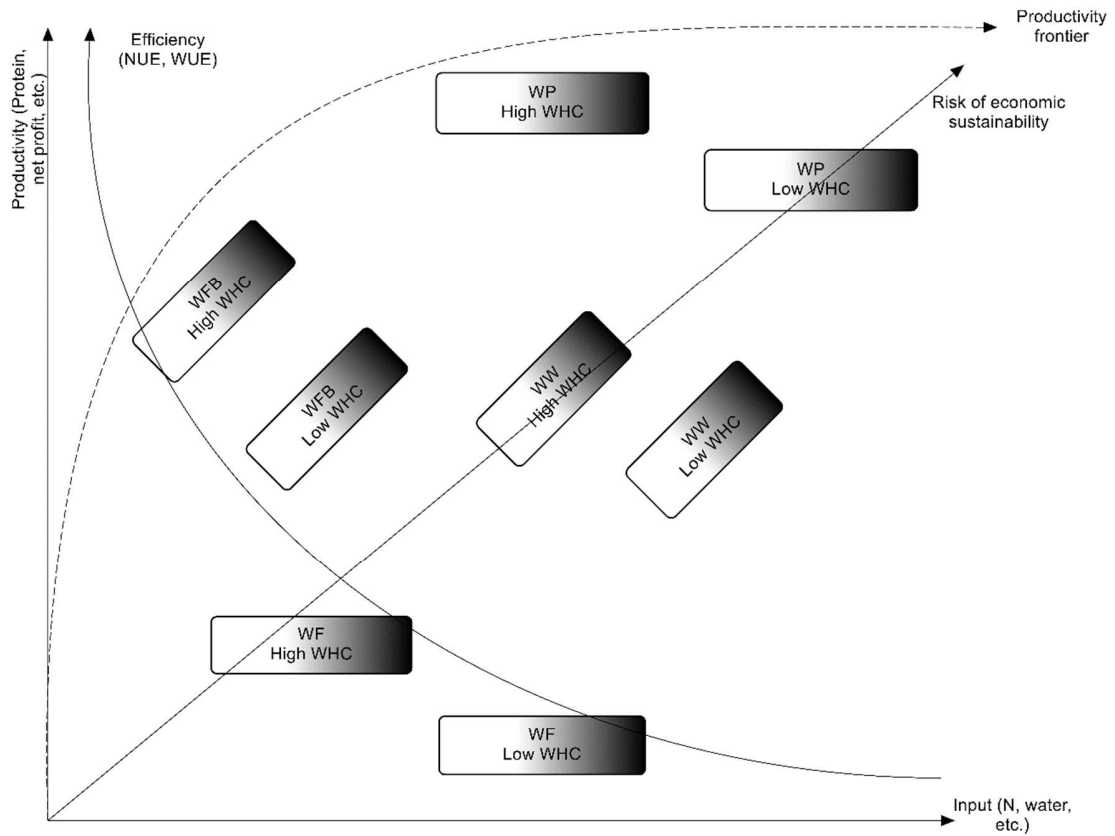 Productivity (Protein,
net profit, etc.)
Efficiency
(NUE, WUE)
Productivity
frontier
WP
High WHC
Risk of economic
sustainability
WP
Low WHC
WFB
High WHC
WFB
Low WHC
WW
High WHC
WW
Low WHC
WF
High WHC
WF
Low WHC
Input (N, water,
etc.)